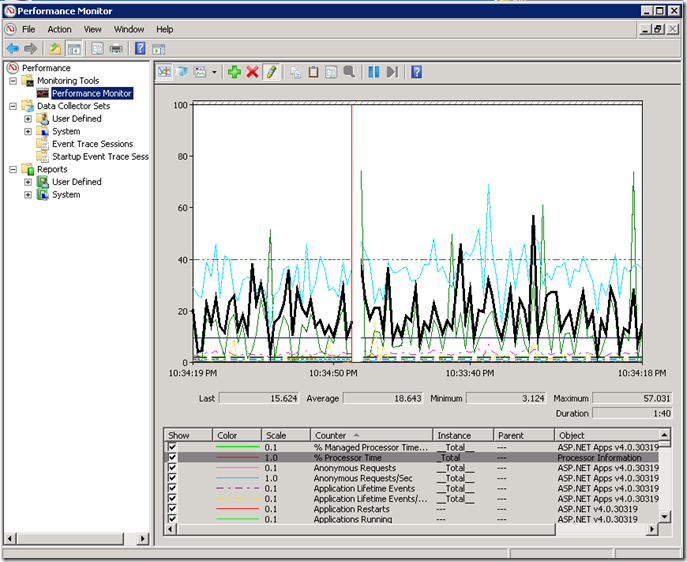 Performance Monitor
File Action View Window Help
Performance
Monitoring Tools
Performance Monitor
Data Collector Sets
User Defined
System
Event Trace Sessions
Startup Event Trace Sess
Reports
User Defined
System
100
80
60
40
20
0
10:34:19 PM 10:34:50 PM 10:33:40 PM 10:34:18 PM
Last 15.624 Average 18.643 Minimum 3.124 Maximum 57.031
Duration 1:40
Show Color Scale Counter Instance Parent Object
0.1 % Managed Processor Time... __Total__ --- ASP.NET Apps v4.0.30319
1.0 % Processor Time _Total --- Processor Information
0.1 Anonymous Requests __Total__ --- ASP.NET Apps v4.0.30319
1.0 Anonymous Requests/Sec __Total__ --- ASP.NET Apps v4.0.30319
0.1 Application Lifetime Events __Total__ --- ASP.NET Apps v4.0.30319
0.1 Application Lifetime Events/... __Total__ --- ASP.NET Apps v4.0.30319
0.1 Application Restarts --- --- ASP.NET v4.0.30319
0.1 Applications Running --- --- ASP.NET v4.0.30319